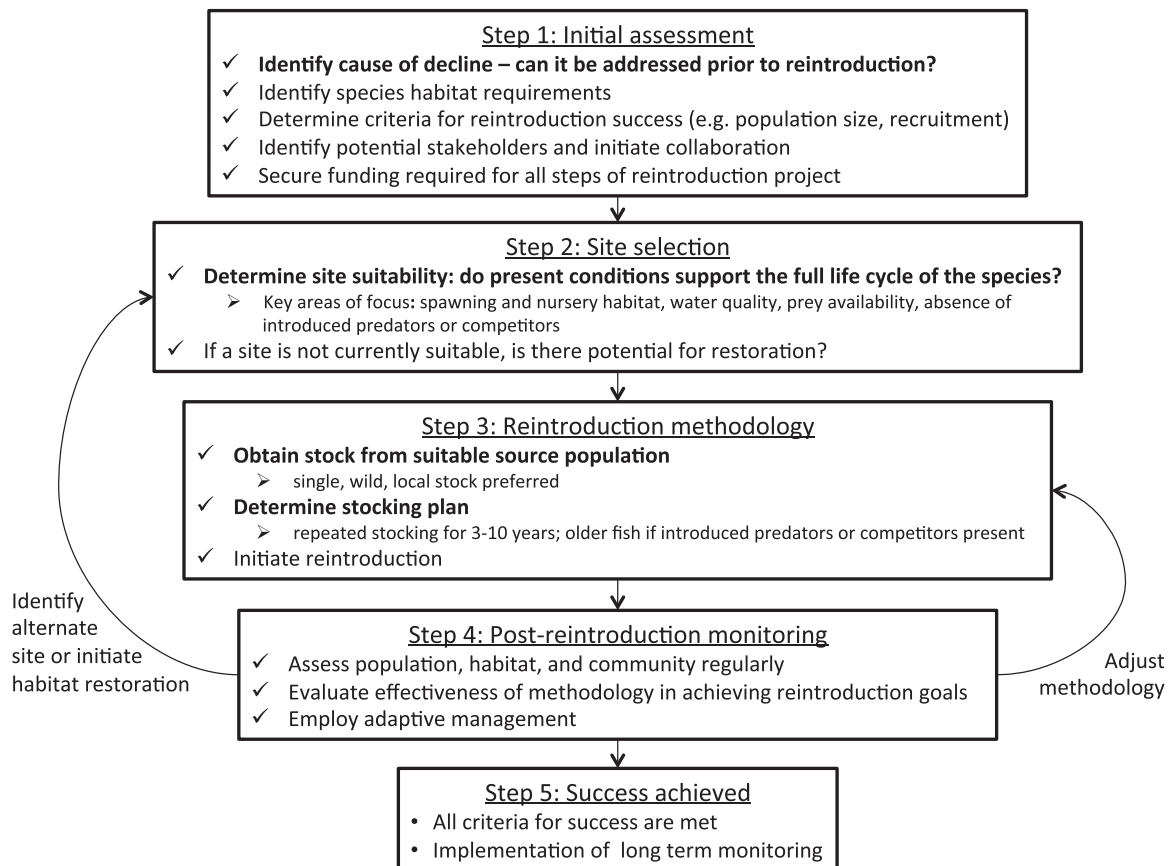 Step 1: Initial assessment
✓ Identify cause of decline – can it be addressed prior to reintroduction?
✓ Identify species habitat requirements
✓ Determine criteria for reintroduction success (e.g. population size, recruitment)
✓ Identify potential stakeholders and initiate collaboration
✓ Secure funding required for all steps of reintroduction project
Step 2: Site selection
✓ Determine site suitability: do present conditions support the full life cycle of the species?
➢ Key areas of focus: spawning and nursery habitat, water quality, prey availability, absence of
introduced predators or competitors
✓ If a site is not currently suitable, is there potential for restoration?
Step 3: Reintroduction methodology
✓ Obtain stock from suitable source population
➢ single, wild, local stock preferred
✓ Determine stocking plan
➢ repeated stocking for 3-10 years; older fish if introduced predators or competitors present
✓ Initiate reintroduction
Identify
alternate
site or initiate
habitat restoration
Step 4: Post-reintroduction monitoring
✓ Assess population, habitat, and community regularly
✓ Evaluate effectiveness of methodology in achieving reintroduction goals
✓ Employ adaptive management
Adjust
methodology
Step 5: Success achieved
• All criteria for success are met
• Implementation of long term monitoring